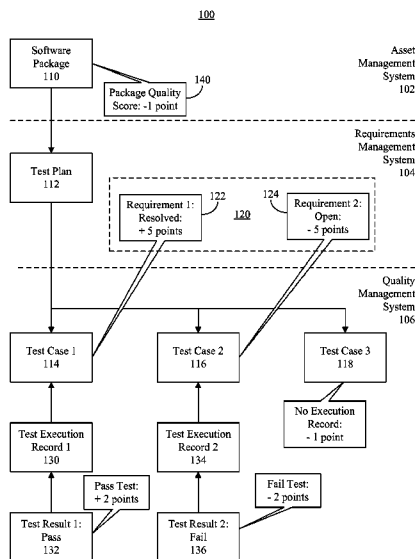 100
Software
Package
110
140
Package Quality
Score: -1 point
Asset
Management
System
102
Requirements
Management
System
104
Test Plan
112
Requirement 1:
Resolved:
+ 5 points
122
120
124
Requirement 2:
Open:
- 5 points
Quality
Management
System
106
Test Case 1
114
Test Case 2
116
Test Case 3
118
No Execution
Record:
- 1 point
Test Execution
Record 1
130
Test Execution
Record 2
134
Pass Test:
+ 2 points
Fail Test:
- 2 points
Test Result 1:
Pass
132
Test Result 2:
Fail
136